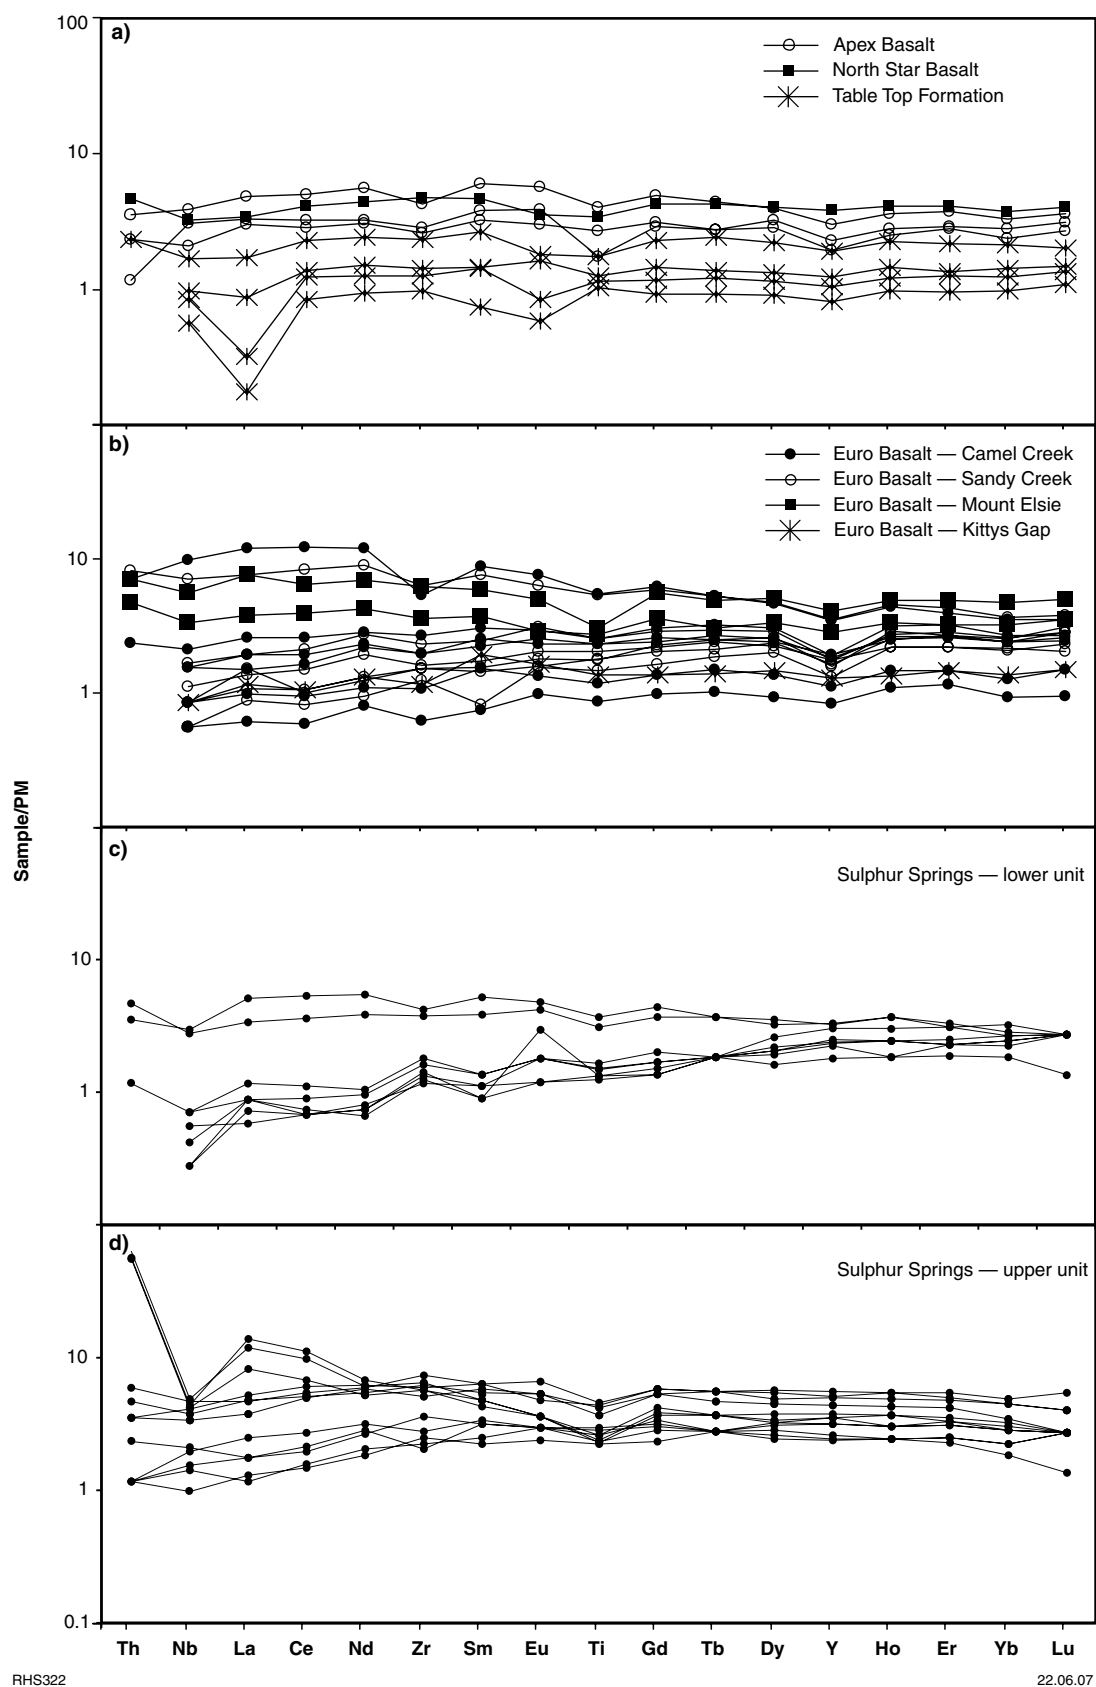 100
a)
Apex Basalt
North Star Basalt
Table Top Formation
10
1
b)
Euro Basalt — Camel Creek
Euro Basalt — Sandy Creek
Euro Basalt — Mount Elsie
Euro Basalt — Kittys Gap
10
1
Sample/PM
c)
Sulphur Springs — lower unit
10
1
d)
Sulphur Springs — upper unit
10
1
0.1
Th Nb La Ce Nd Zr Sm Eu Ti Gd Tb Dy Y Ho Er Yb Lu
RHS322 22.06.07